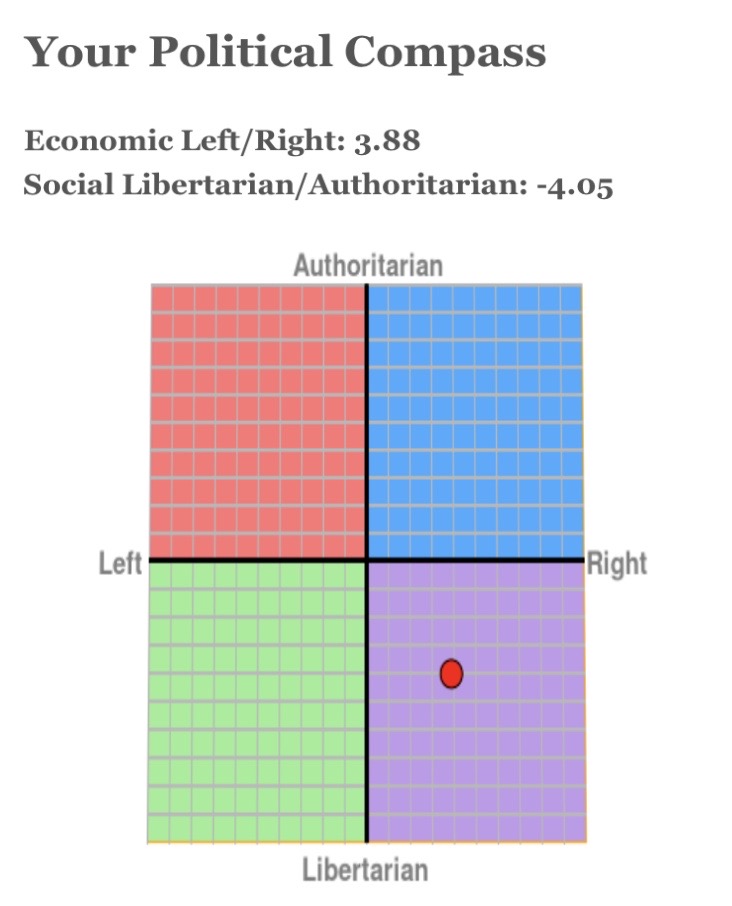 Your Political Compass
Economic Left/Right: 3.88
Social Libertarian/Authoritarian: -4.05
Authoritarian
Left
Right
Libertarian